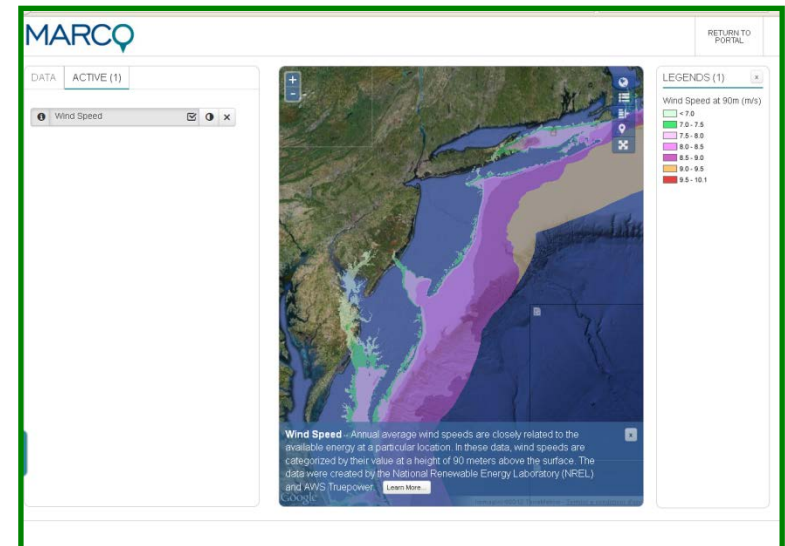 MARCO
RETURN TO
PORTAL
DATA
ACTIVE (1)
Wind Speed
LEGENDS (1)
Wind Speed at 90m (m/s)
< 7.0
7.0 - 7.5
7.5 - 8.0
8.0 - 8.5
8.5 - 9.0
9.0 - 9.5
9.5 - 10.1
Wind Speed - Annual average wind speeds are closely related to the
available energy at a particular location. In these data, wind speeds are
categorized by their value at a height of 90 meters above the surface. The
data were created by the National Renewable Energy Laboratory (NREL)
and AWS Truepower. Learn More...
Google